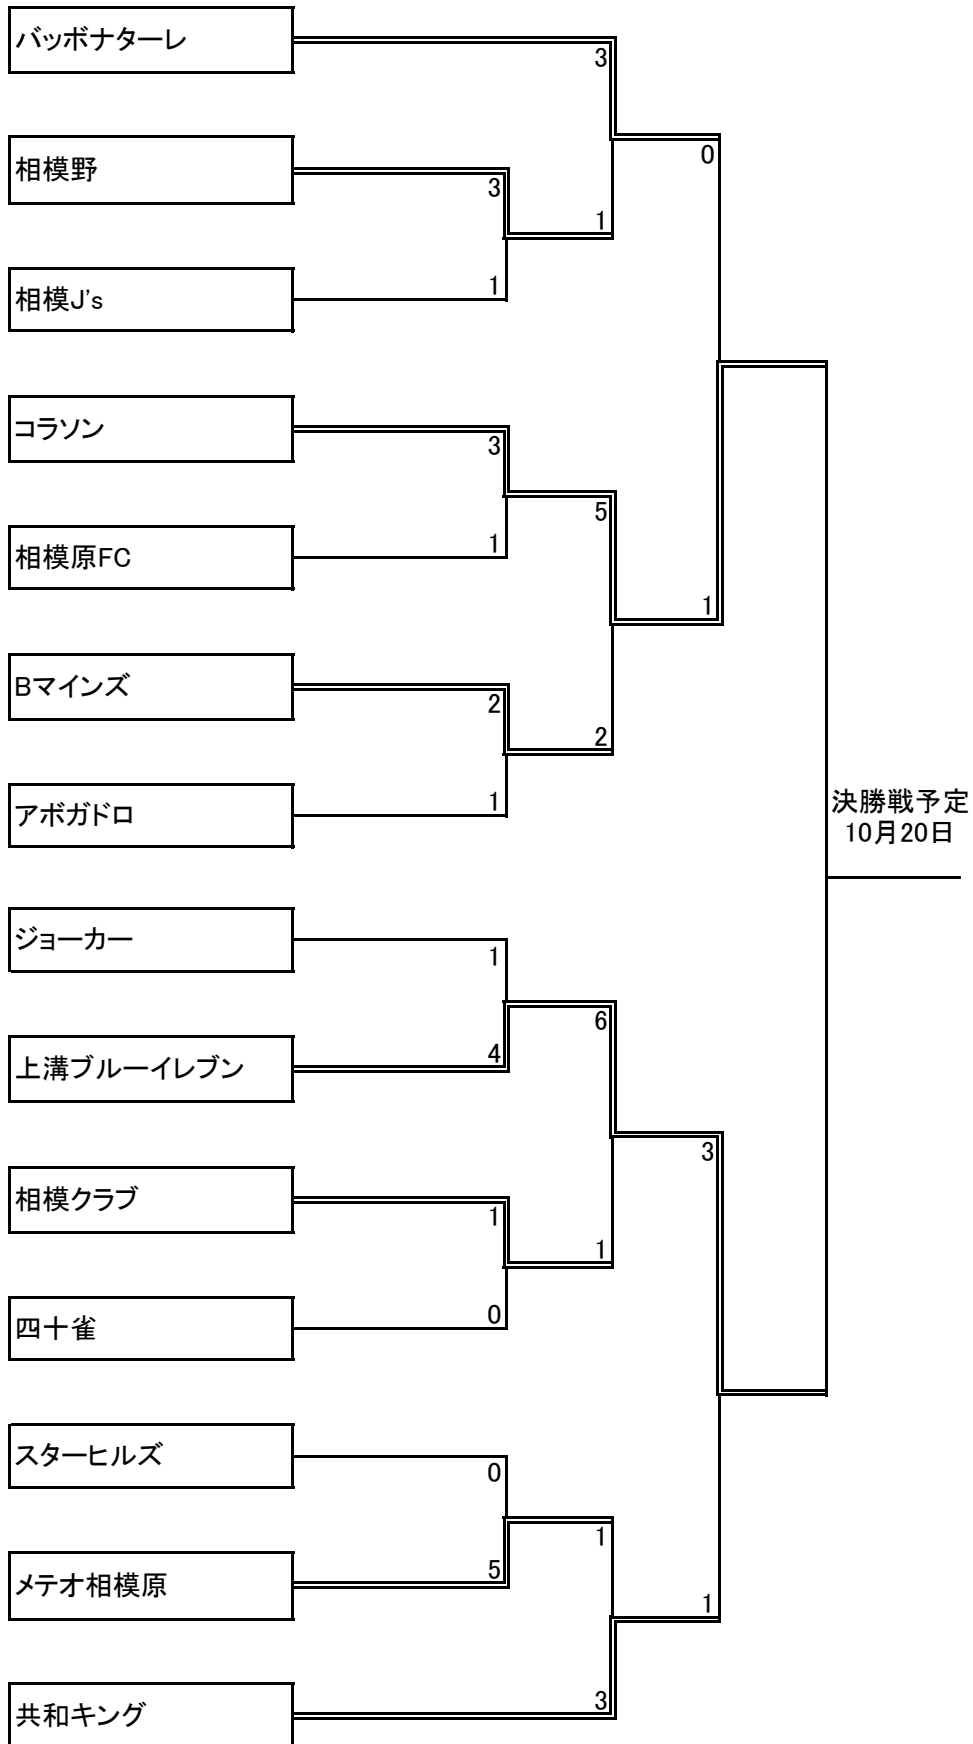 バッボナターレ
3
0
相模野
3
1
相模J's
1
コラソン
3
5
相模原FC
1
1
Bマインズ
2
2
アボガドロ
1
決勝戦予定
10月20日
ジョーカー
1
6
上溝ブルーイレブン
4
3
相模クラブ
1
1
四十雀
0
スターヒルズ
0
1
メテオ相模原
5
1
共和キング
3